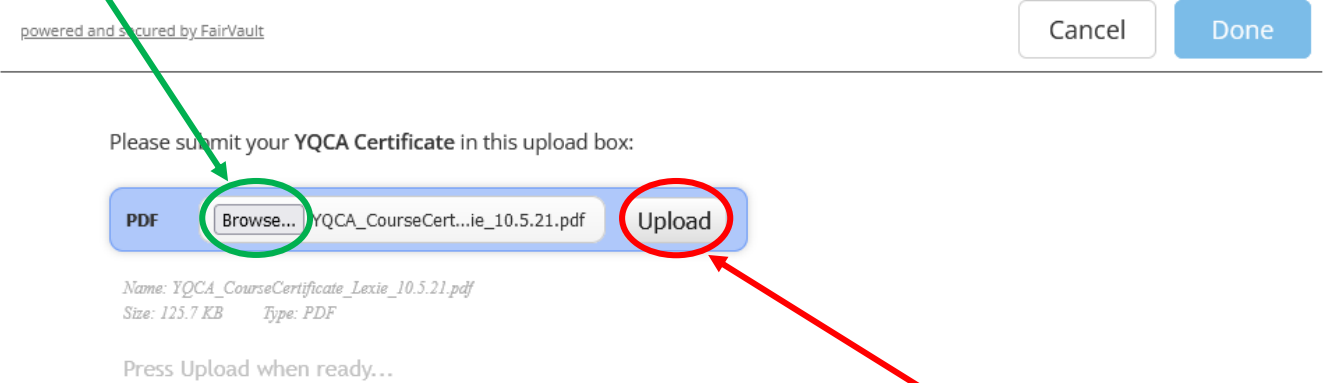 powered and secured by FairVault
Cancel
Done
Please submit your YQCA Certificate in this upload box:
PDF Browse... YQCA_CourseCert...ie_10.5.21.pdf Upload
Name: YQCA_CourseCertificate_Lexie_10.5.21.pdf
Size: 125.7 KB Type: PDF
Press Upload when ready...